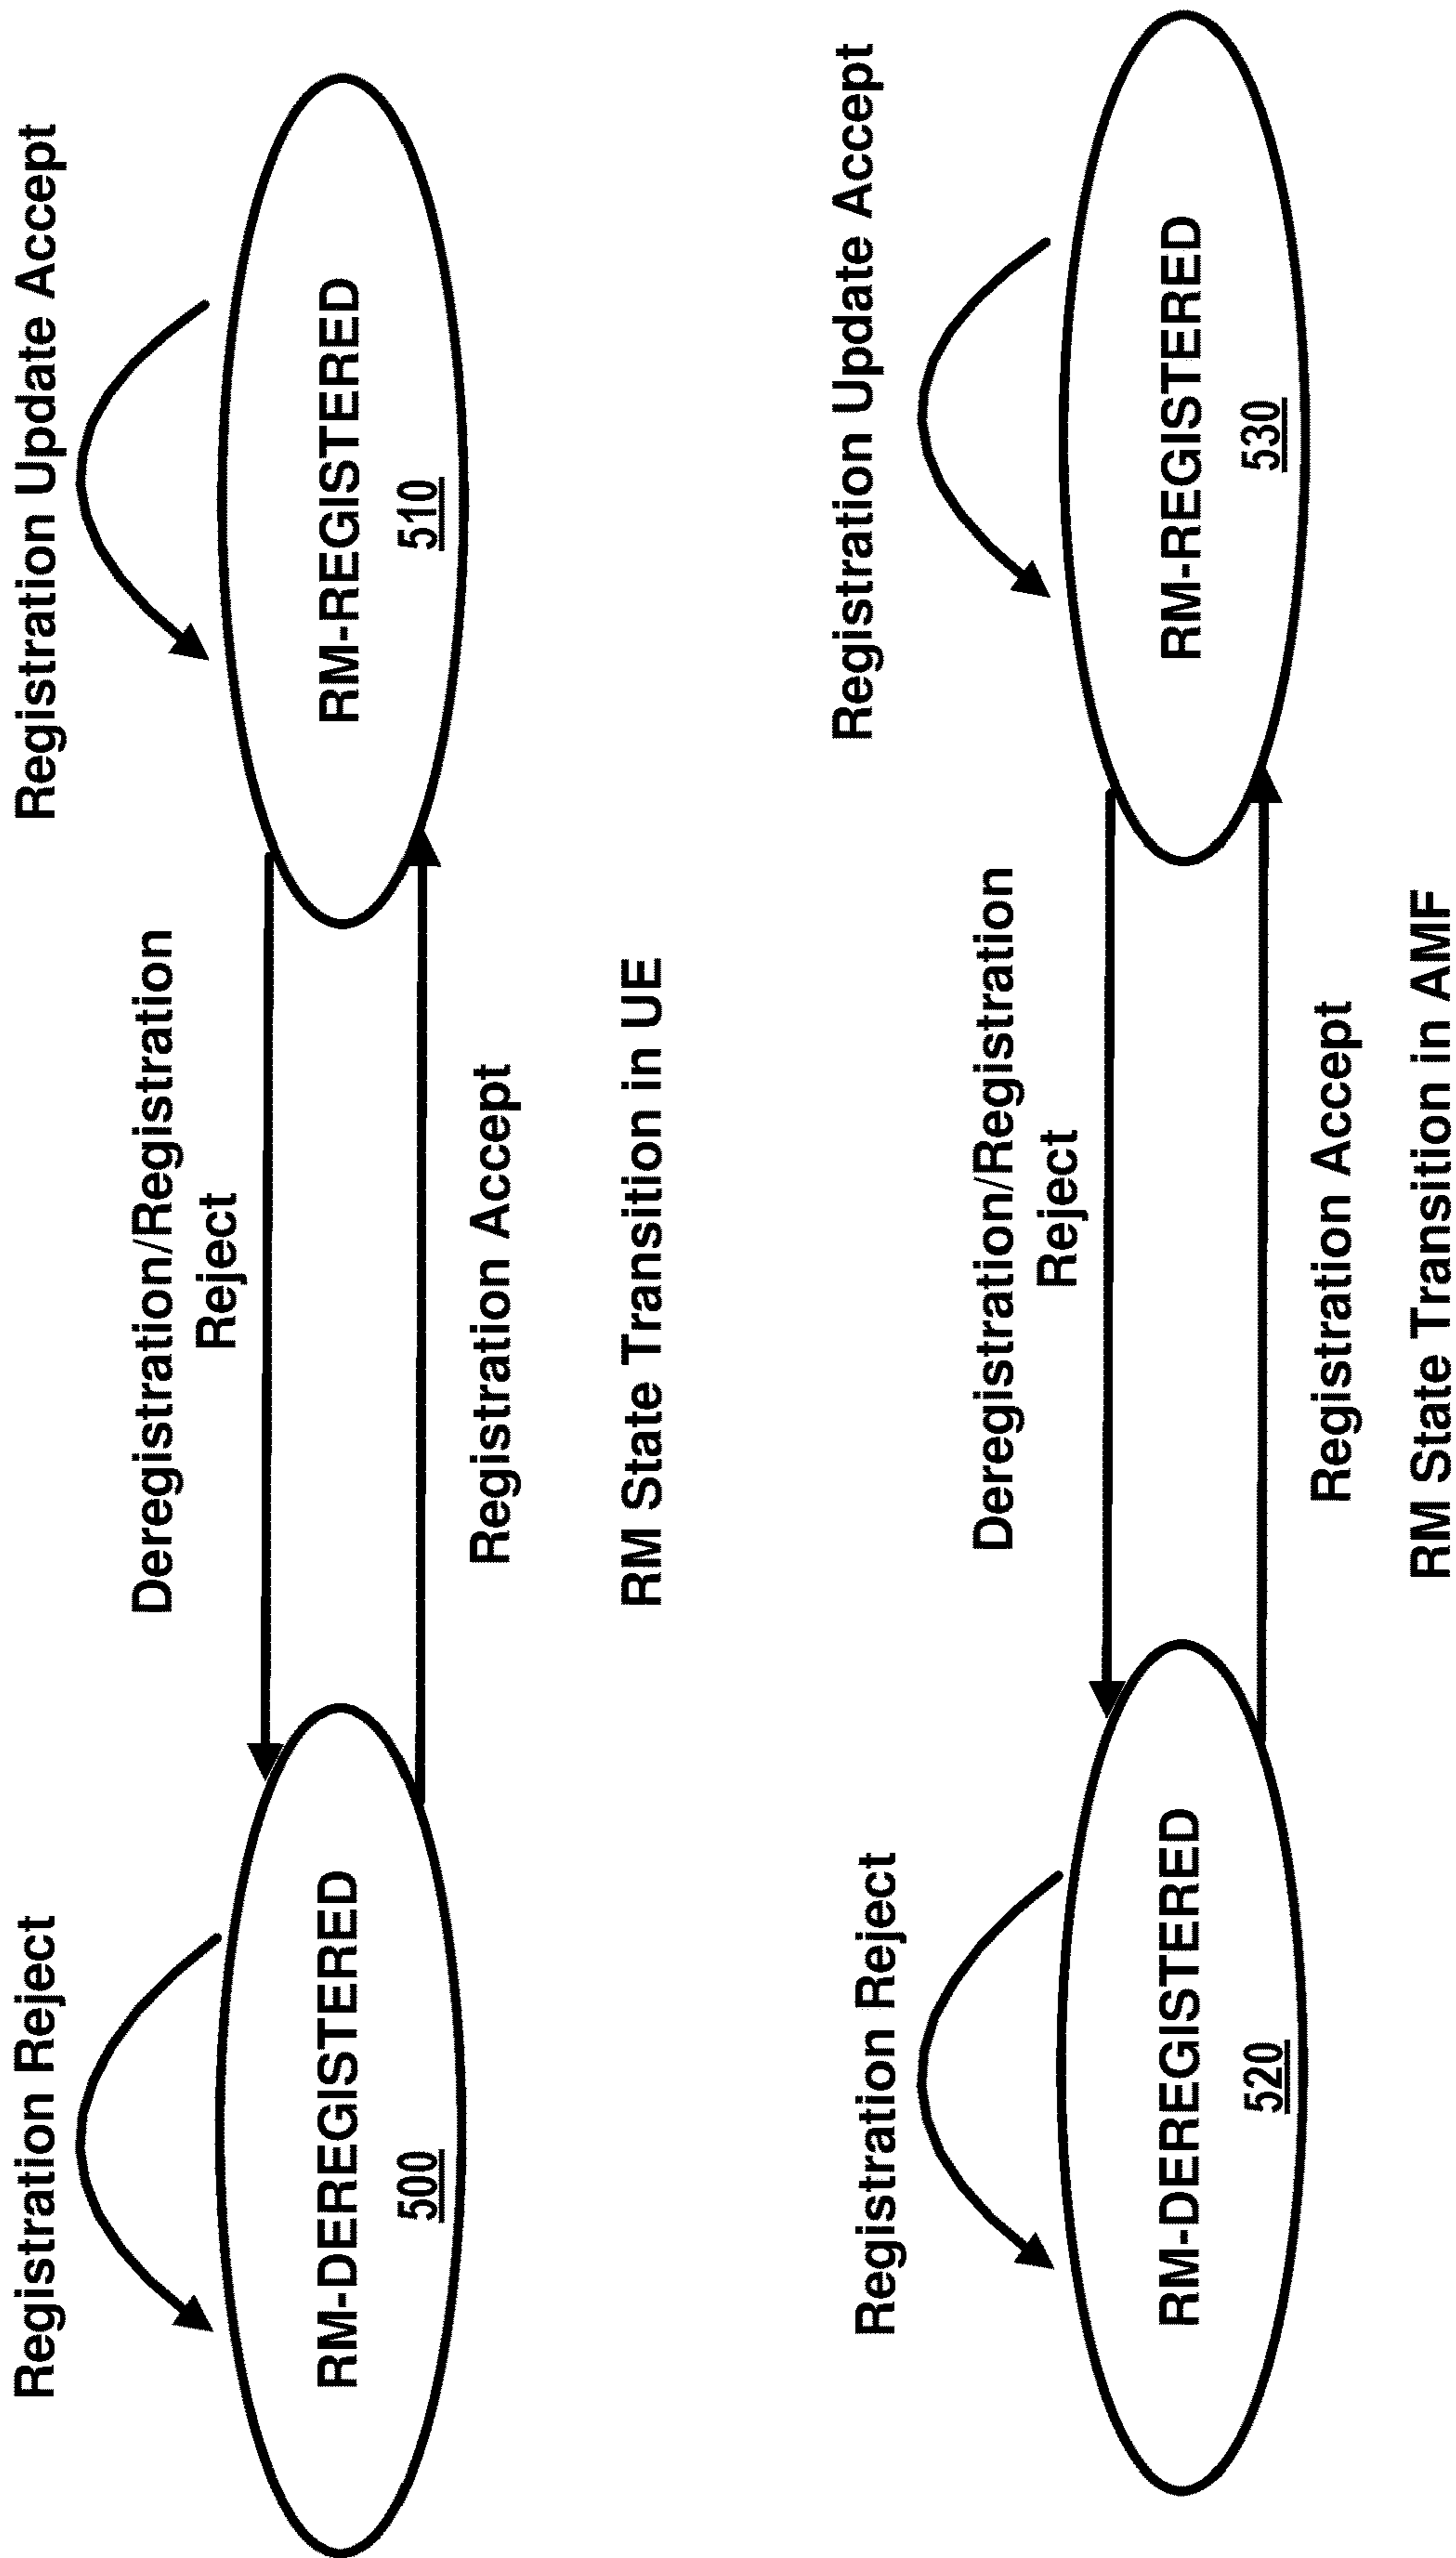 Registration Reject
Registration Update Accept
Deregistration/Registration
Reject
RM-DEREGISTERED
RM-REGISTERED
500
510
Registration Accept
RM State Transition in UE
Registration Reject
Registration Update Accept
Deregistration/Registration
Reject
RM-DEREGISTERED
RM-REGISTERED
520
530
Registration Accept
RM State Transition in AMF